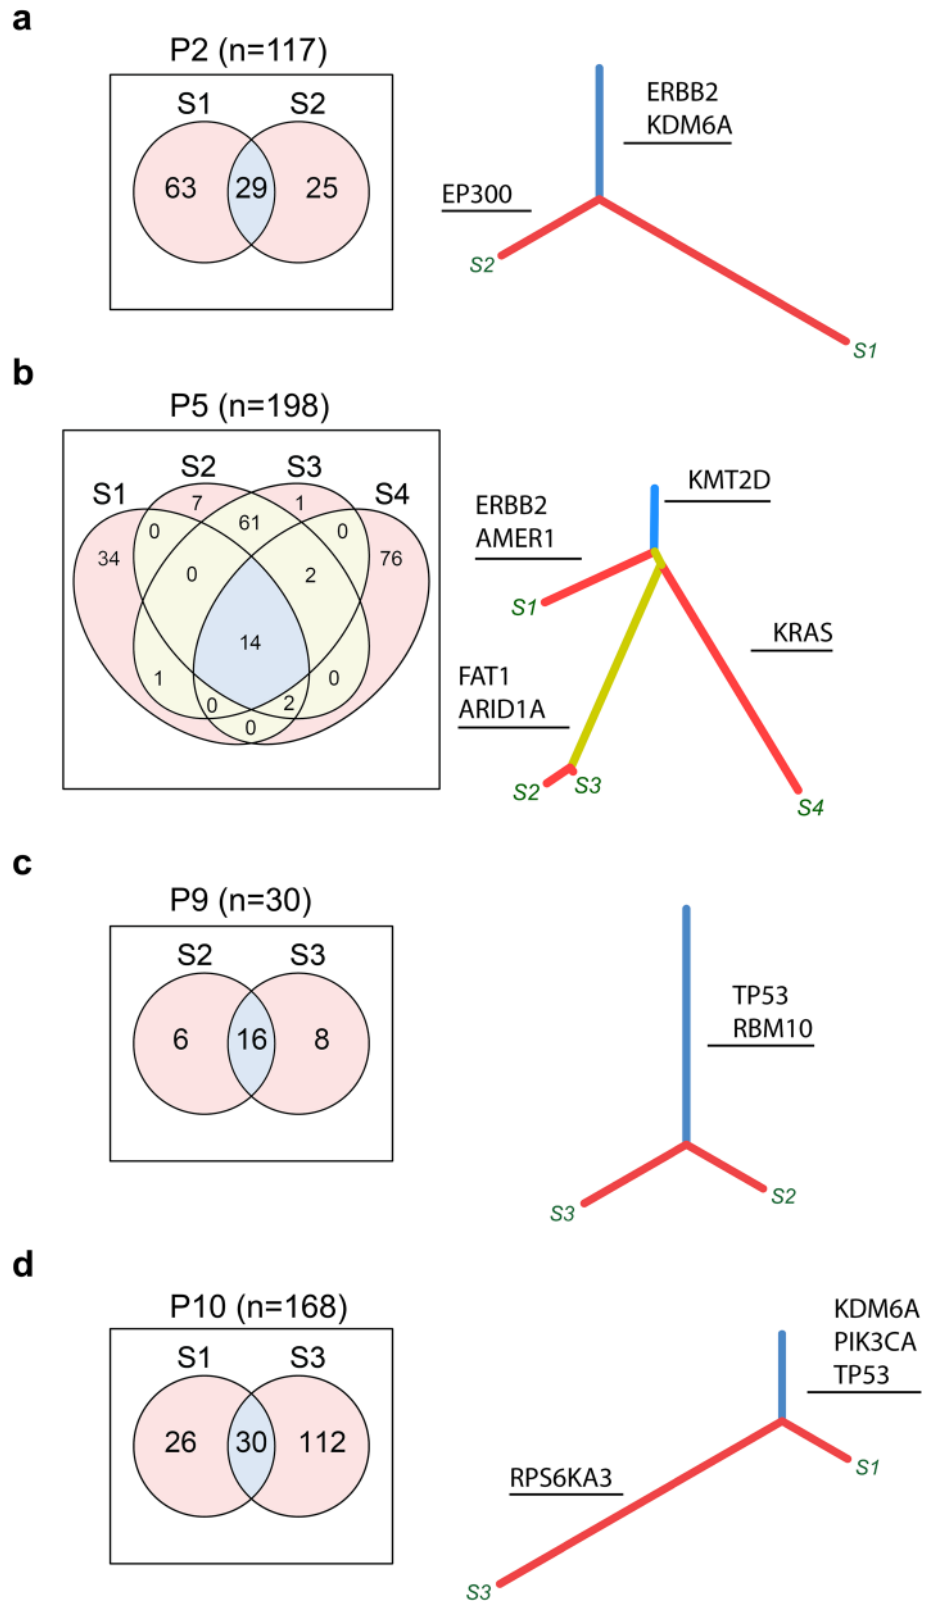 a
P2 (n=117)
S1 S2
63 29 25
ERBB2
KDM6A
EP300
S2
S1
b
P5 (n=198)
S1 S2 S3 S4
7 1
0 61 0
34 76
0 2
14
1 0
0 2
0
KMT2D
ERBB2
AMER1
S1
KRAS
FAT1
ARID1A
S2 S3
S4
c
P9 (n=30)
S2 S3
6 16 8
TP53
RBM10
S3 S2
d
P10 (n=168)
S1 S3
26 30 112
KDM6A
PIK3CA
TP53
S1
RPS6KA3
S3